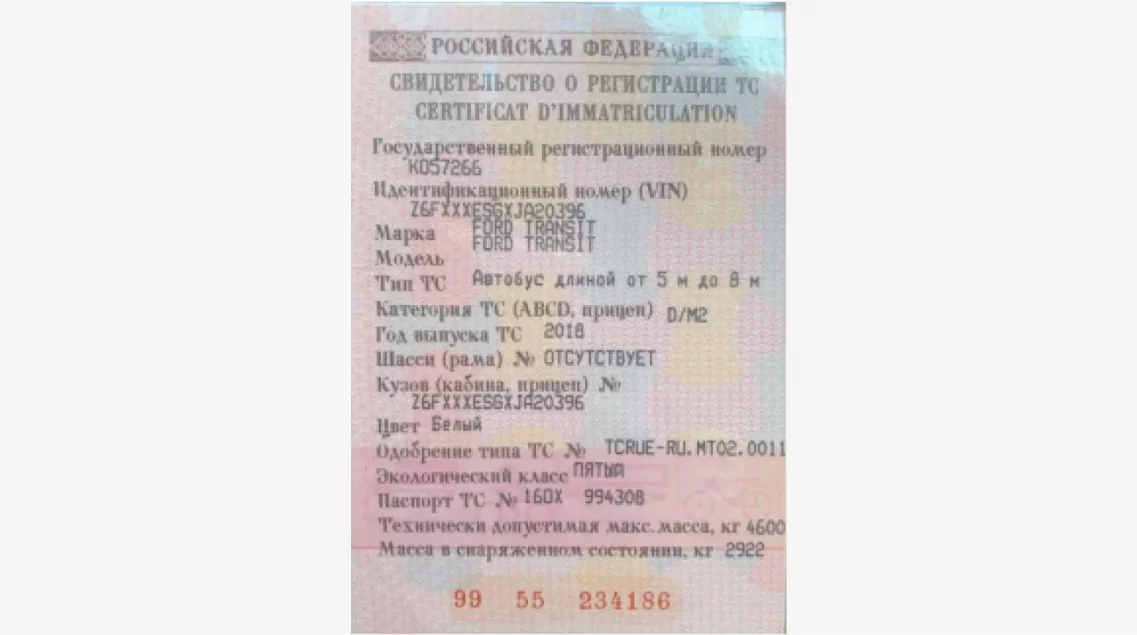 РОССИЙСКАЯ ФЕДЕРАЦИЯ
СВИДЕТЕЛЬСТВО О РЕГИСТРАЦИИ ТС
CERTIFICAT D'IMMATRICULATION
Государственный регистрационный номер
К057266
Идентификационный номер (VIN)
Z6FXXXESGXJA20396
Марка FORD TRANSIT
FORD TRANSIT
Модель
Тип ТС Автобус длиной от 5 м до 8 м
Категория ТС (ABCD, прицеп) D/M2
Год выпуска ТС 2018
Шасси (рама) № ОТСУТСТВУЕТ
Кузов (кабина, прицеп) №
Z6FXXXESGXJA20396
Цвет Белый
Одобрение типа ТС № TCRUE-RU.MT02.0011
Экологический класс ПЯТЫЙ
Паспорт ТС № 16ОХ 994308
Технически допустимая макс. масса, кг 4600
Масса в снаряженном состоянии, кг 2922
99 55 234186